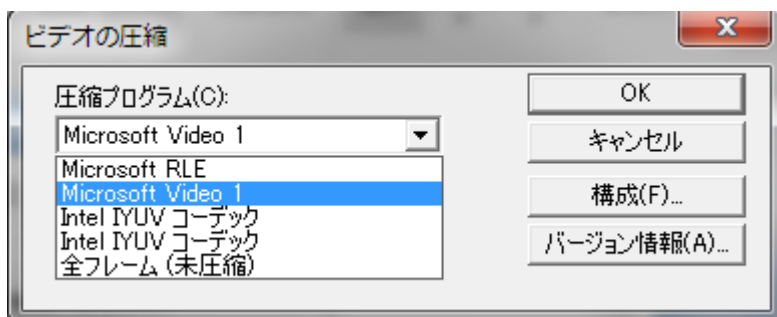 ビデオの圧縮
圧縮プログラム(C):
Microsoft Video 1
Microsoft RLE
Microsoft Video 1
Intel IYUV コーデック
Intel IYUV コーデック
全フレーム (未圧縮)
OK
キャンセル
構成(F)...
バージョン情報(A)...